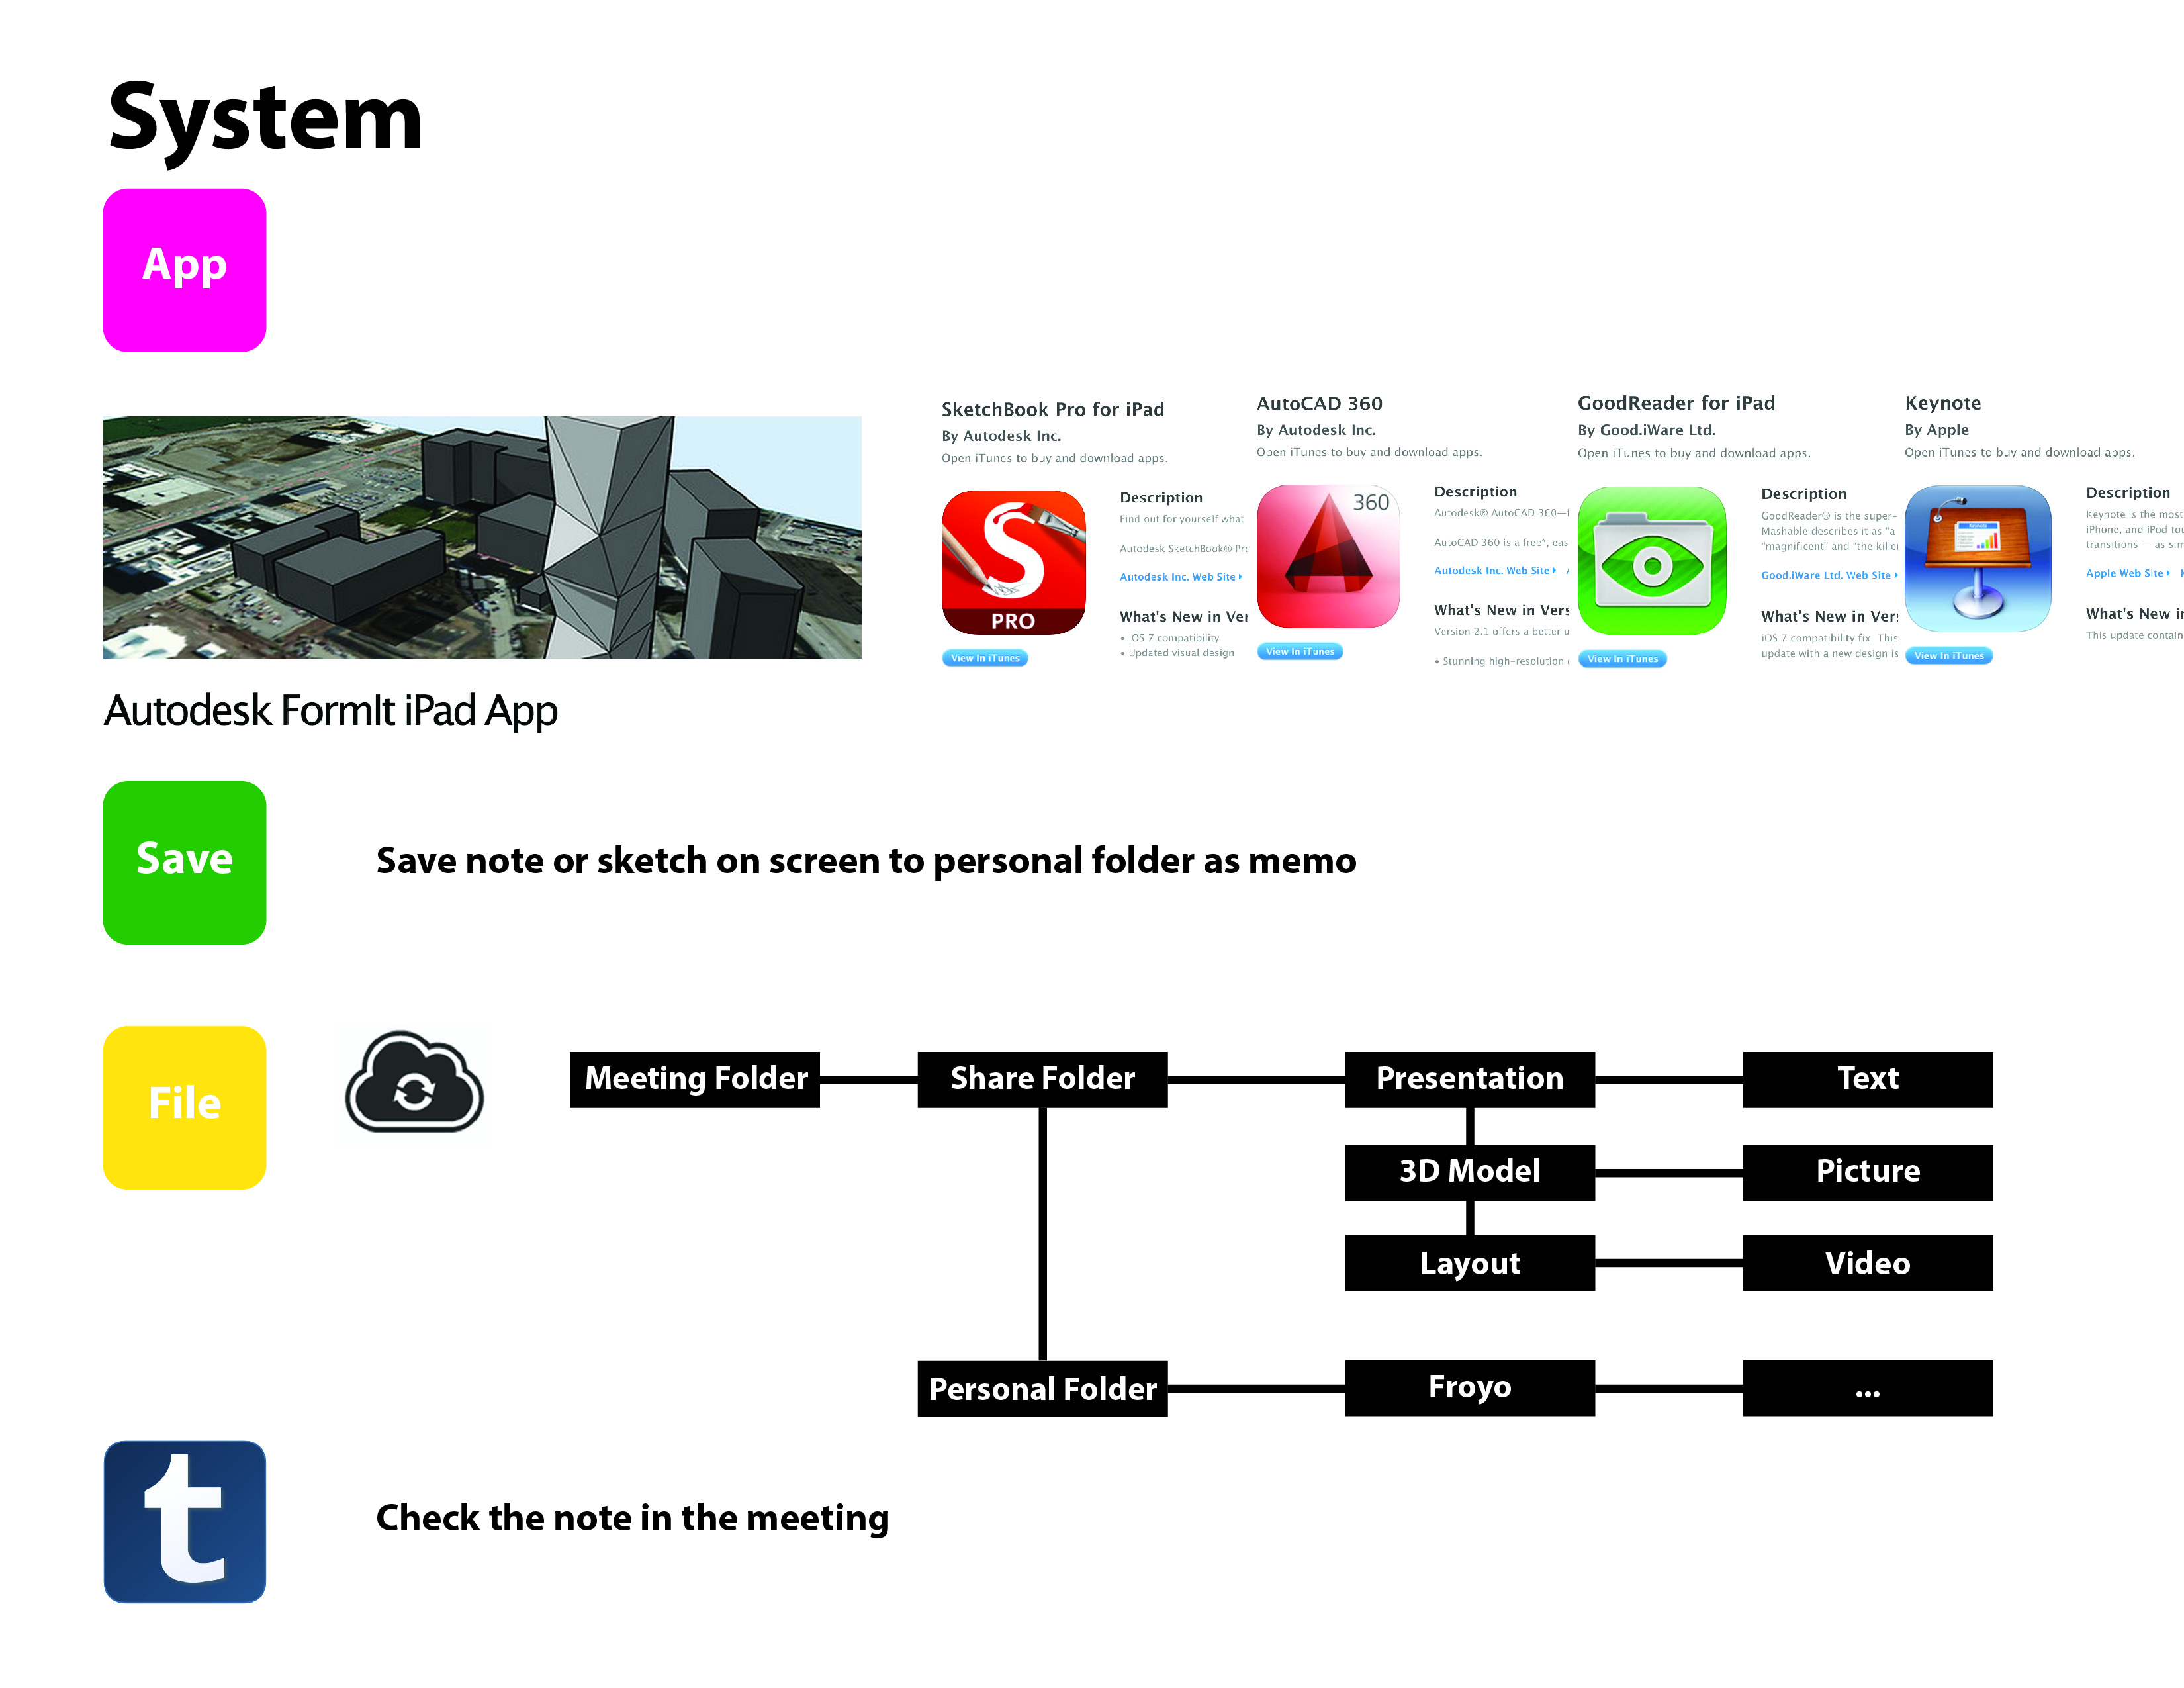 System
App
Autodesk FormIt iPad App
SketchBook Pro for iPad
By Autodesk Inc.
Open iTunes to buy and download apps.
PRO
View In iTunes
Description
Find out for yourself what
Autodesk SketchBook® Pr
Autodesk Inc. Web Site
What's New in Ver
• iOS 7 compatibility
• Updated visual design
AutoCAD 360
By Autodesk Inc.
Open iTunes to buy and download apps.
360
View In iTunes
Description
Autodesk® AutoCAD 360—
AutoCAD 360 is a free*, eas
Autodesk Inc. Web Site
What's New in Vers
Version 2.1 offers a better u
• Stunning high-resolution
GoodReader for iPad
By Good.iWare Ltd.
Open iTunes to buy and download apps.
View In iTunes
Description
GoodReader® is the super-
Mashable describes it as "a
"magnificent" and "the killer
Good.iWare Ltd. Web Site
What's New in Vers
iOS 7 compatibility fix. This
update with a new design is
Keynote
By Apple
Open iTunes to buy and download apps.
Keynote
View In iTunes
Description
Keynote is the most
iPhone, and iPod tou
transitions — as sim
Apple Web Site
What's New in
This update contain
Save
Save note or sketch on screen to personal folder as memo
File
Meeting Folder
Share Folder
Presentation
Text
3D Model
Picture
Layout
Video
Personal Folder
Froyo
...
t
Check the note in the meeting